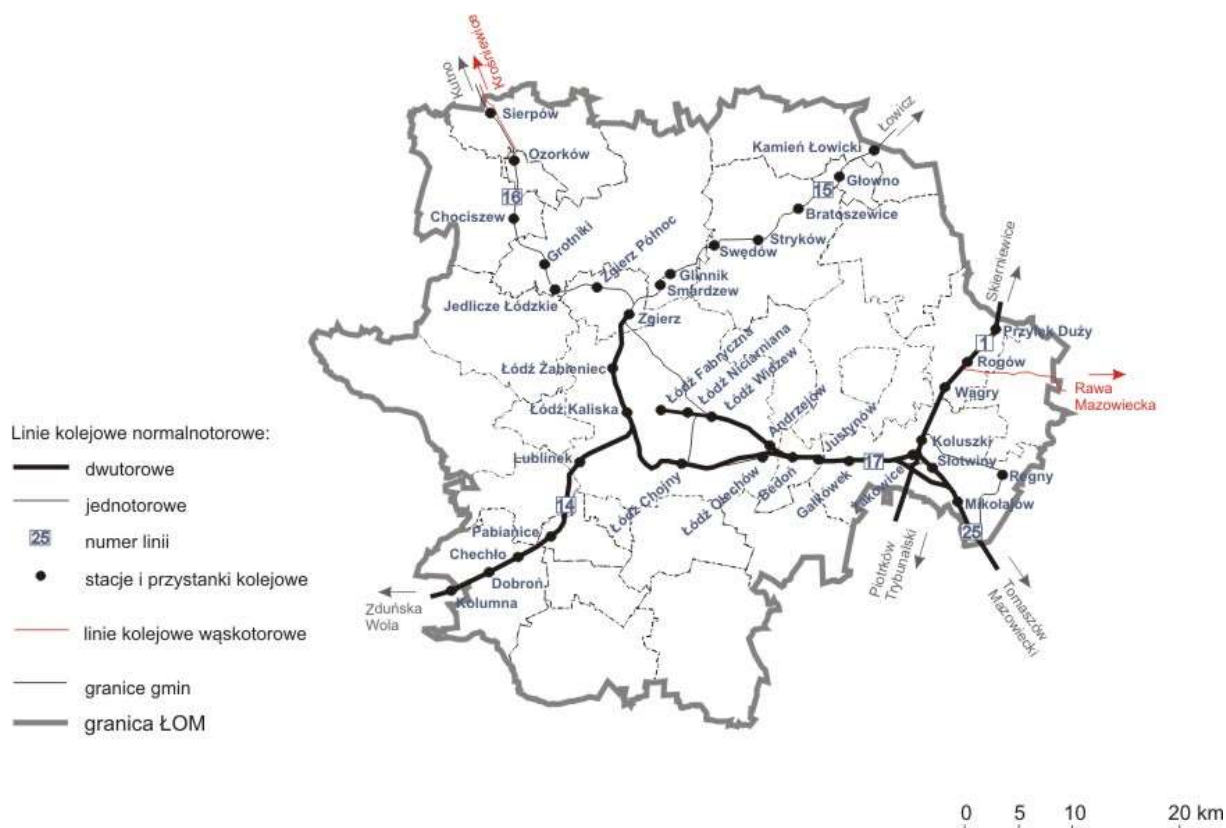 Krośniewice
Kutno
Sierpów
Ozorków
16
Chociszew
Grotniki
Jedlicze Łódzkie
Zgierz Północ
Zgierz
Łowicz
Kamień Łowicki
Głowno
15
Bratoszewice
Stryków
Swędów
Glinnik
Smardzew
Skierniewice
Przyłęk Duży
1
Rogów
Rawa
Mazowiecka
Wągry
Koluszki
Słotwiny
Regny
Mikołajów
25
Tomaszów
Mazowiecki
Piotrków
Trybunalski
Żakowice
17
Gałkówek
Justynów
Bedoń
Andrzejów
Łódź Olechów
Łódź Widzew
Łódź Niciarniana
Łódź Fabryczna
Łódź Chojny
Łódź Żabieniec
Łódź Kaliska
Lublinek
14
Pabianice
Chechło
Dobroń
Kolumna
Zduńska
Wola
Linie kolejowe normalnotorowe:
dwutorowe
jednotorowe
25 numer linii
stacje i przystanki kolejowe
linie kolejowe wąskotorowe
granice gmin
granica ŁOM
0 5 10 20 km